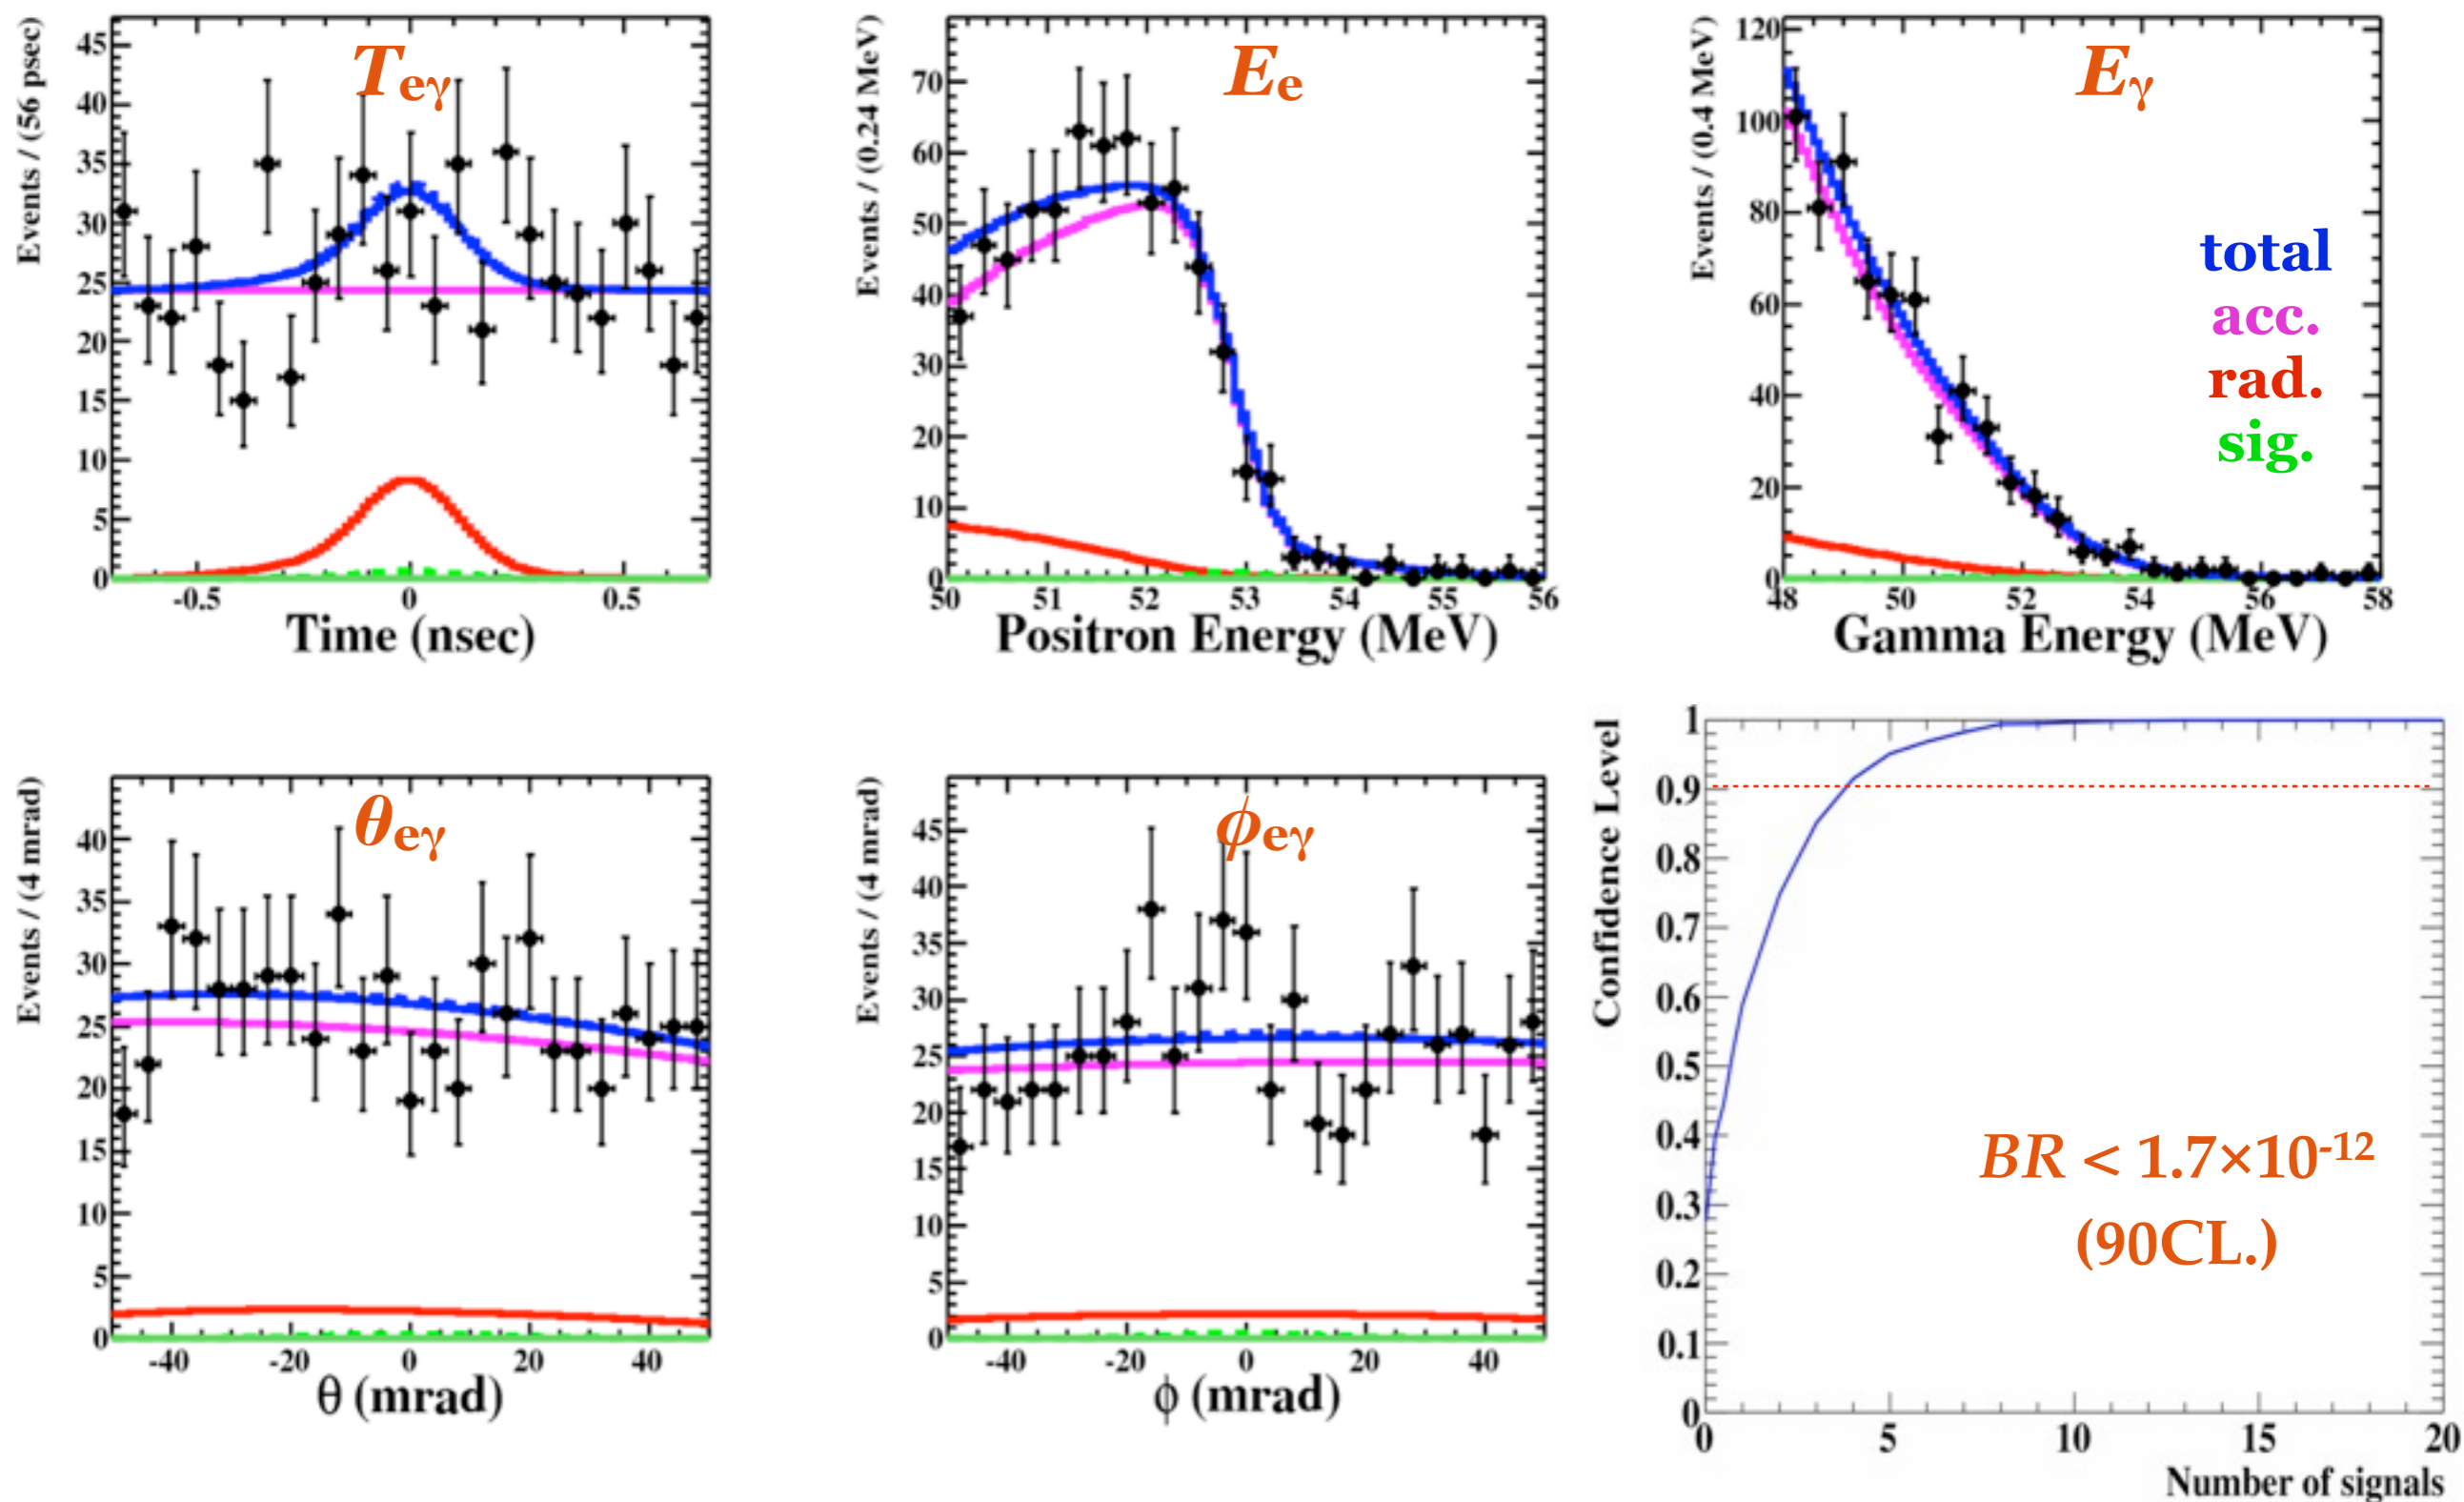 T eγ
Events / (56 psec)
45
40
35
30
25
20
15
10
5
0
-0.5 0 0.5
Time (nsec)
E e
Events / (0.24 MeV)
70
60
50
40
30
20
10
0
50 51 52 53 54 55 56
Positron Energy (MeV)
E γ
Events / (0.4 MeV)
120
100
80
60
40
20
0
total
acc.
rad.
sig.
48 50 52 54 56 58
Gamma Energy (MeV)
θ eγ
Events / (4 mrad)
40
35
30
25
20
15
10
5
0
-40 -20 0 20 40
θ (mrad)
ϕ eγ
Events / (4 mrad)
45
40
35
30
25
20
15
10
5
0
-40 -20 0 20 40
ϕ (mrad)
Confidence Level
1
0.9
0.8
0.7
0.6
0.5
0.4
0.3
0.2
0.1
0
BR < 1.7×10⁻¹²
(90CL.)
0 5 10 15 20
Number of signals